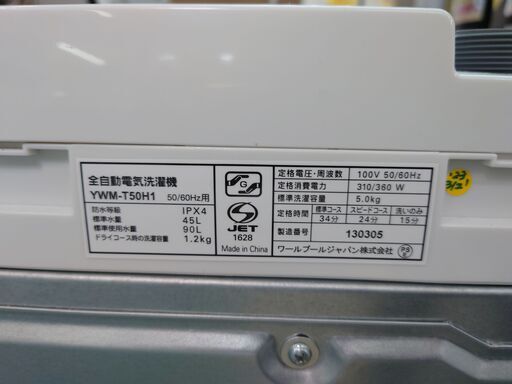 全自動電気洗濯機
YWM-T50H1 50/60Hz用
防水等級 IPX4
標準水量 45L
標準使用水量 90L
ドライコース時の洗濯容量 1.2kg
G
JET
1628
Made in China
定格電圧・周波数 100V 50/60Hz
定格消費電力 310/360 W
定格容量 5.0kg
定格時間 標準コース スピードコース 洗いのみ
34分 24分 15分
製造番号 130305
ワールプールジャパン株式会社 PS E